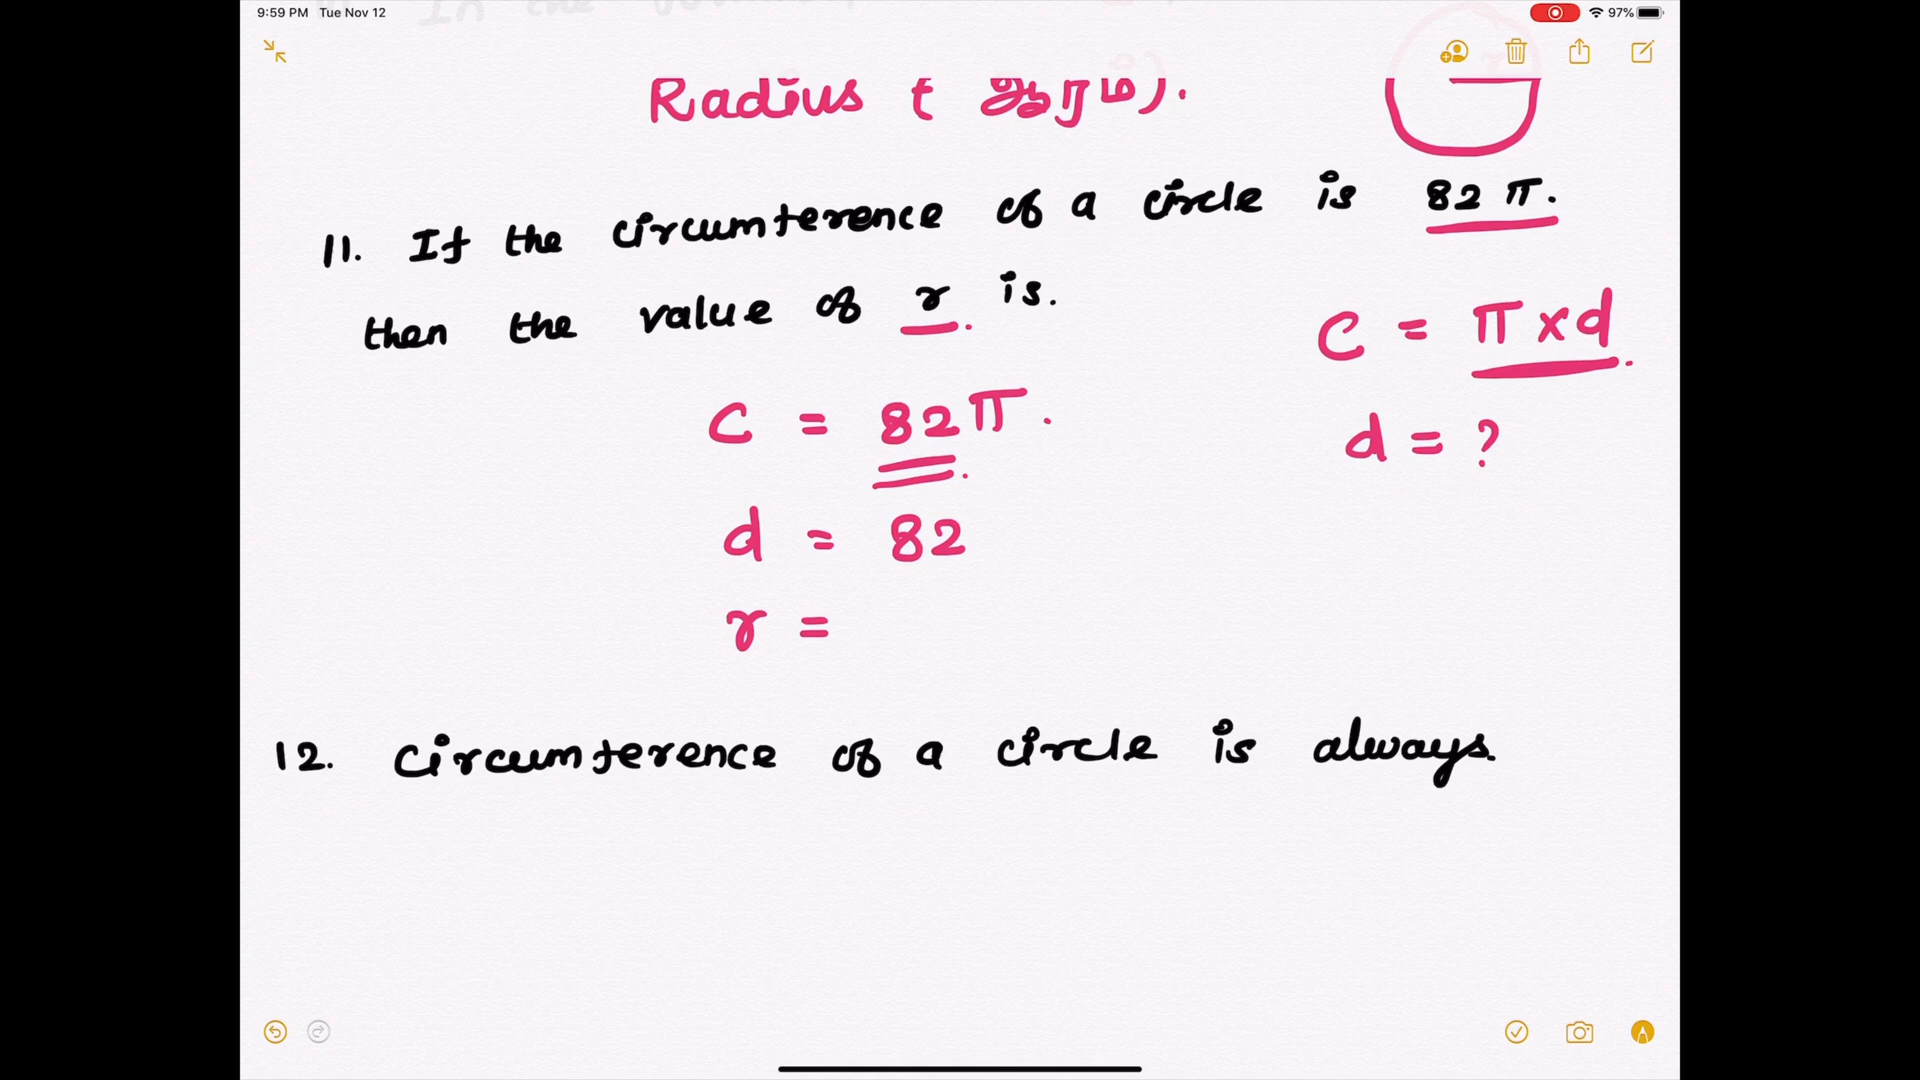 9:59 PM Tue Nov 12
97%
Radius ( ஆரம்).
11. If the circumference of a circle is 82 π.
then the value of r is.
C = π x d
C = 82π.
d = ?
d = 82
r =
12. circumference of a circle is always.